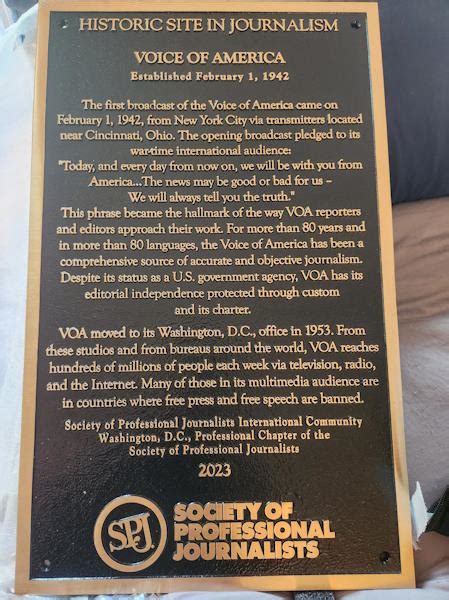 HISTORIC SITE IN JOURNALISM
VOICE OF AMERICA
Established February 1, 1942
The first broadcast of the Voice of America came on
February 1, 1942, from New York City via transmitters located
near Cincinnati, Ohio. The opening broadcast pledged to its
war-time international audience:
"Today, and every day from now on, we will be with you from
America...The news may be good or bad for us –
We will always tell you the truth."
This phrase became the hallmark of the way VOA reporters
and editors approach their work. For more than 80 years and
in more than 80 languages, the Voice of America has been a
comprehensive source of accurate and objective journalism.
Despite its status as a U.S. government agency, VOA has its
editorial independence protected through custom
and its charter.
VOA moved to its Washington, D.C., office in 1953. From
these studios and from bureaus around the world, VOA reaches
hundreds of millions of people each week via television, radio,
and the Internet. Many of those in its multimedia audience are
in countries where free press and free speech are banned.
Society of Professional Journalists International Community
Washington, D.C., Professional Chapter of the
Society of Professional Journalists
2023
SPJ
SOCIETY OF
PROFESSIONAL
JOURNALISTS